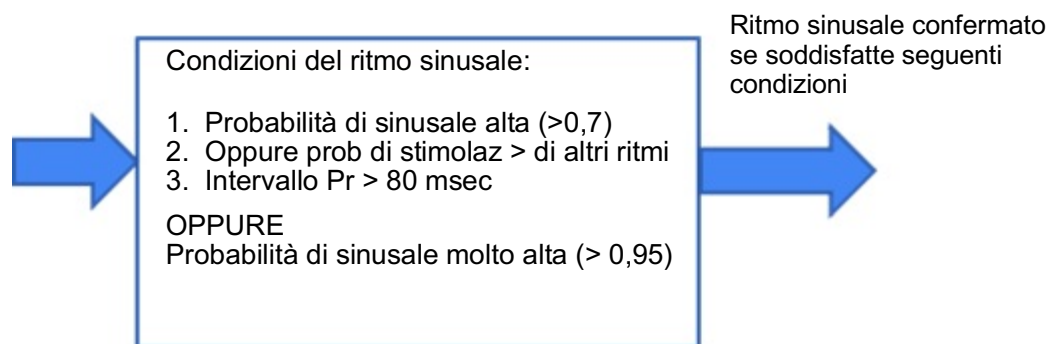 Condizioni del ritmo sinusale:
1. Probabilità di sinusale alta (>0,7)
2. Oppure prob di stimolaz > di altri ritmi
3. Intervallo Pr > 80 msec
OPPURE
Probabilità di sinusale molto alta (> 0,95)
Ritmo sinusale confermato
se soddisfatte seguenti
condizioni